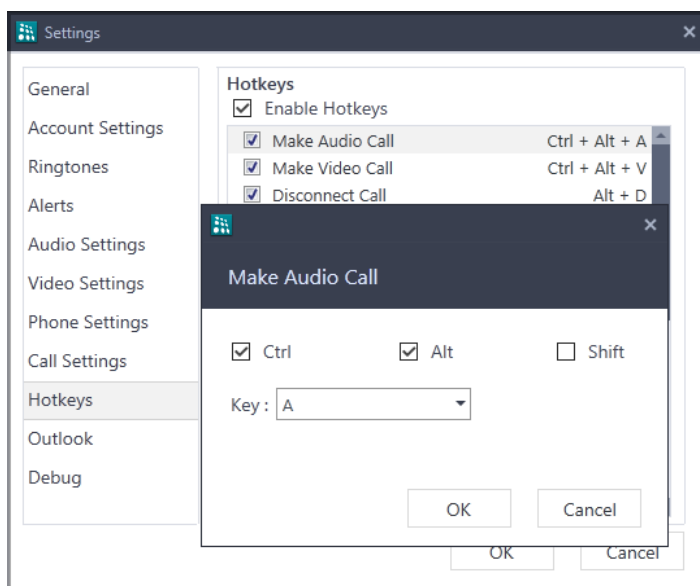 Settings
General
Account Settings
Ringtones
Alerts
Audio Settings
Video Settings
Phone Settings
Call Settings
Hotkeys
Outlook
Debug
Hotkeys
Enable Hotkeys
Make Audio Call Ctrl + Alt + A
Make Video Call Ctrl + Alt + V
Disconnect Call Alt + D
Make Audio Call
Ctrl Alt Shift
Key : A
OK Cancel
OK Cancel